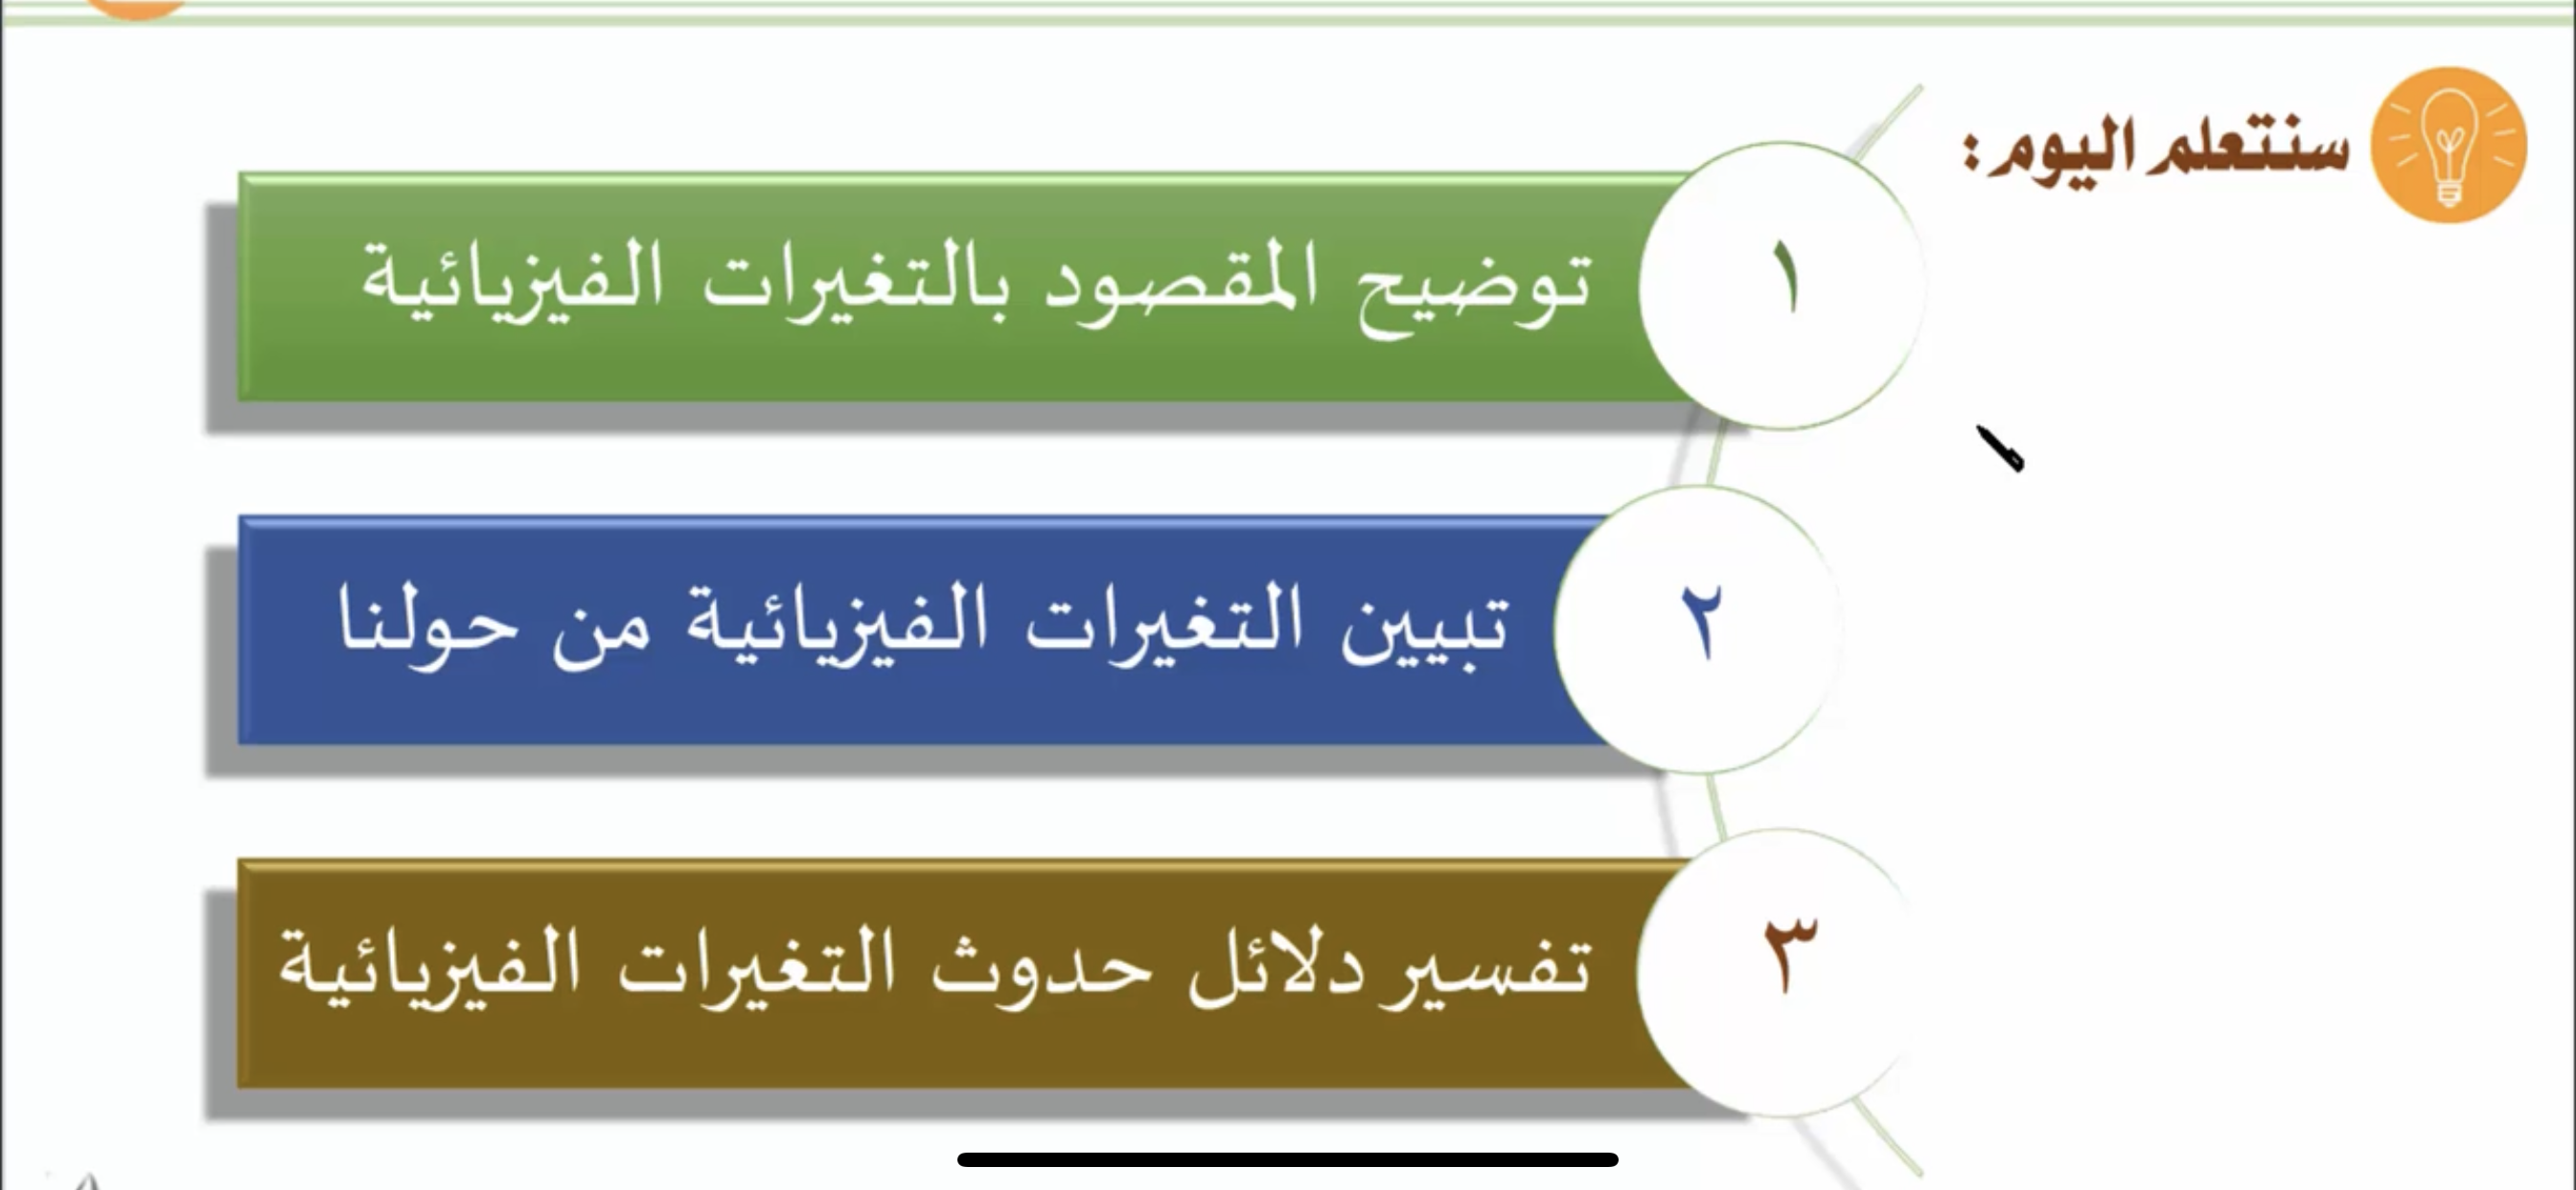 سنتعلم اليوم:
١
توضيح المقصود بالتغيرات الفيزيائية
٢
تبيين التغيرات الفيزيائية من حولنا
٣
تفسير دلائل حدوث التغيرات الفيزيائية